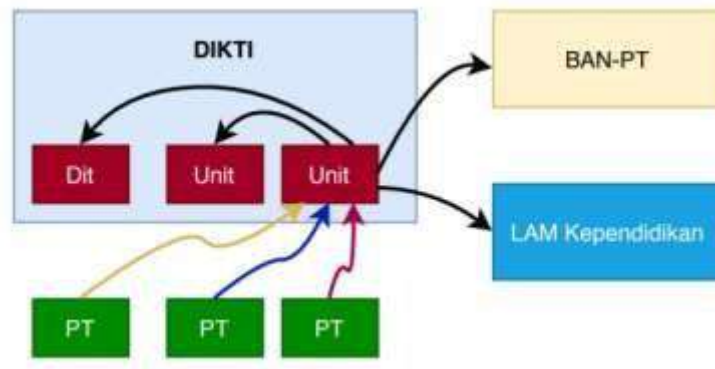 DIKTI
BAN-PT
Dit
Unit
Unit
LAM Kependidikan
PT
PT
PT